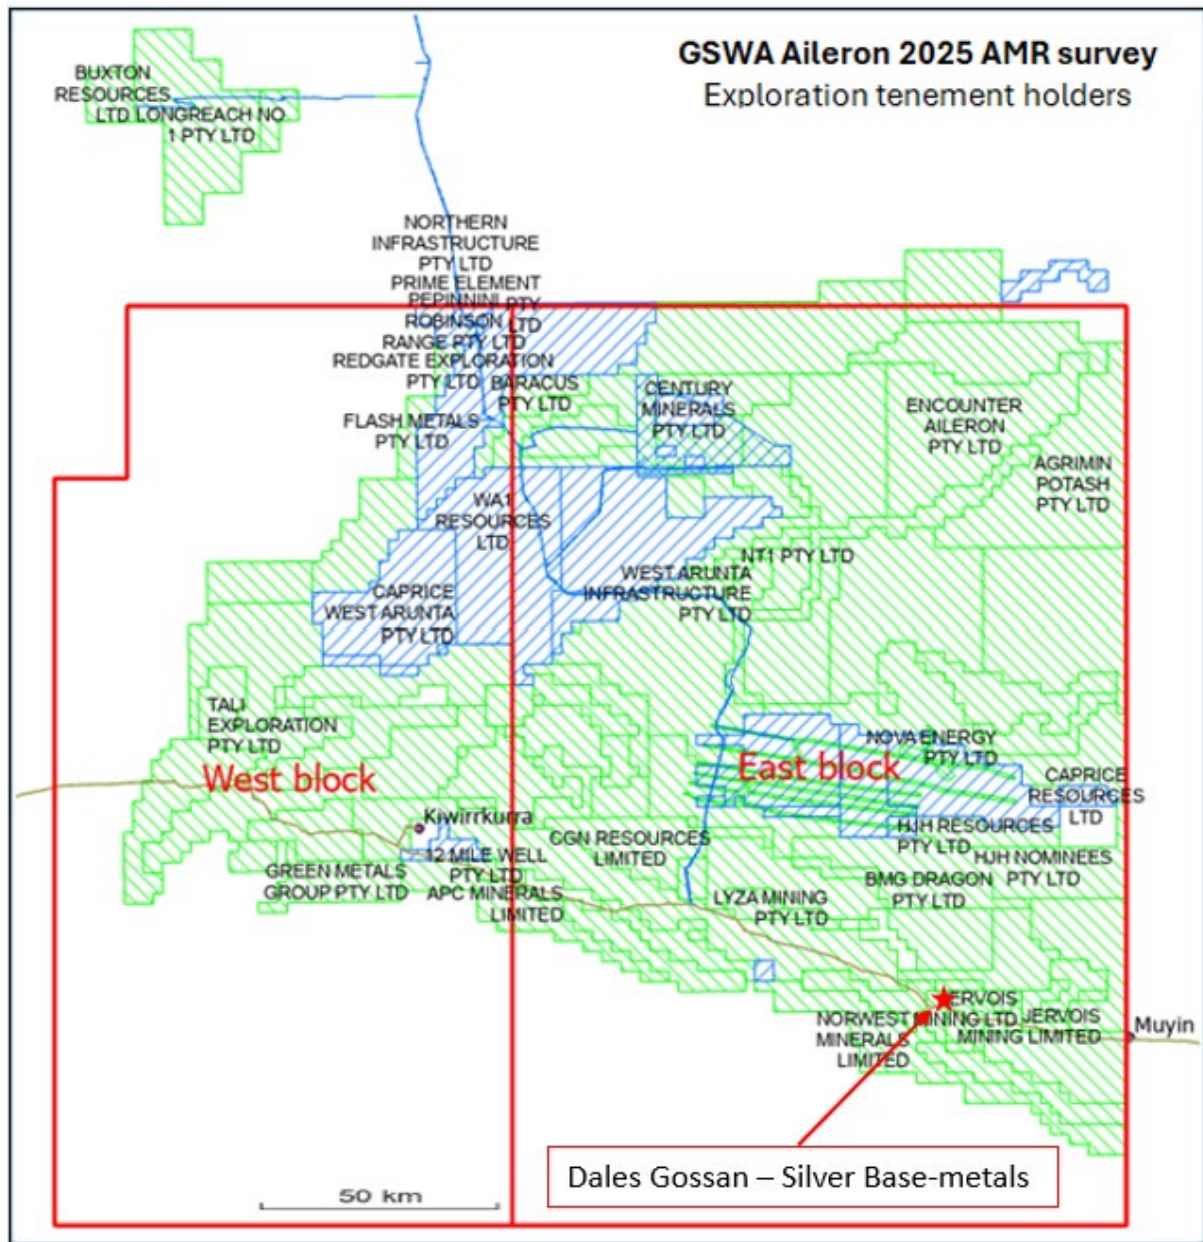 GSWA Aileron 2025 AMR survey
Exploration tenement holders
BUXTON
RESOURCES
LTD LONGREACH NO
1 PTY LTD
NORTHERN
INFRASTRUCTURE
PTY LTD
PRIME ELEMENT
PEPINNINI PTY
ROBINSON LTD
RANGE PTY LTD
REDGATE EXPLORATION
PTY LTD
BARACUS
PTY LTD
CENTURY
MINERALS
PTY LTD
FLASH METALS
PTY LTD
ENCOUNTER
AILERON
PTY LTD
AGRIMIN
POTASH
PTY LTD
WA1
RESOURCES
LTD
NT1 PTY LTD
WEST ARUNTA
INFRASTRUCTURE
PTY LTD
CAPRICE
WEST ARUNTA
PTY LTD
TALI
EXPLORATION
PTY LTD
West block
NOVA ENERGY
PTY LTD
East block
CAPRICE
RESOURCES
LTD
Kiwirrkurra
12 MILE WELL
PTY LTD
APC MINERALS
LIMITED
GREEN METALS
GROUP PTY LTD
CGN RESOURCES
LIMITED
HJH RESOURCES
PTY LTD
HJH NOMINEES
PTY LTD
BMG DRAGON
PTY LTD
LYZA MINING
PTY LTD
ERVOIS
MINING LTD
NORWEST
MINERALS
LIMITED
JERVOIS
MINING LIMITED
Muyin
Dales Gossan – Silver Base-metals
50 km